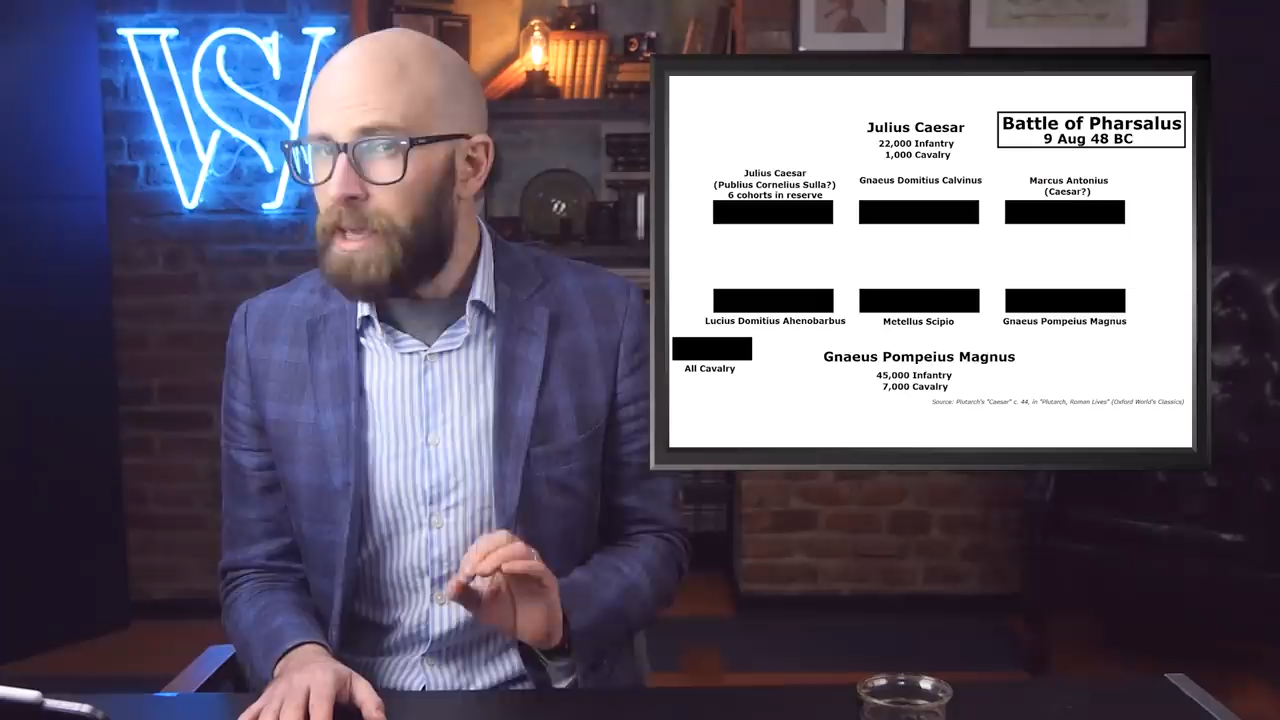 WS
Julius Caesar
22,000 Infantry
1,000 Cavalry
Battle of Pharsalus
9 Aug 48 BC
Julius Caesar
(Publius Cornelius Sulla?)
6 cohorts in reserve
Gnaeus Domitius Calvinus
Marcus Antonius
(Caesar?)
Lucius Domitius Ahenobarbus
Metellus Scipio
Gnaeus Pompeius Magnus
All Cavalry
Gnaeus Pompeius Magnus
45,000 Infantry
7,000 Cavalry
Source: Plutarch's "Caesar" c. 44, in "Plutarch, Roman Lives" (Oxford World's Classics)